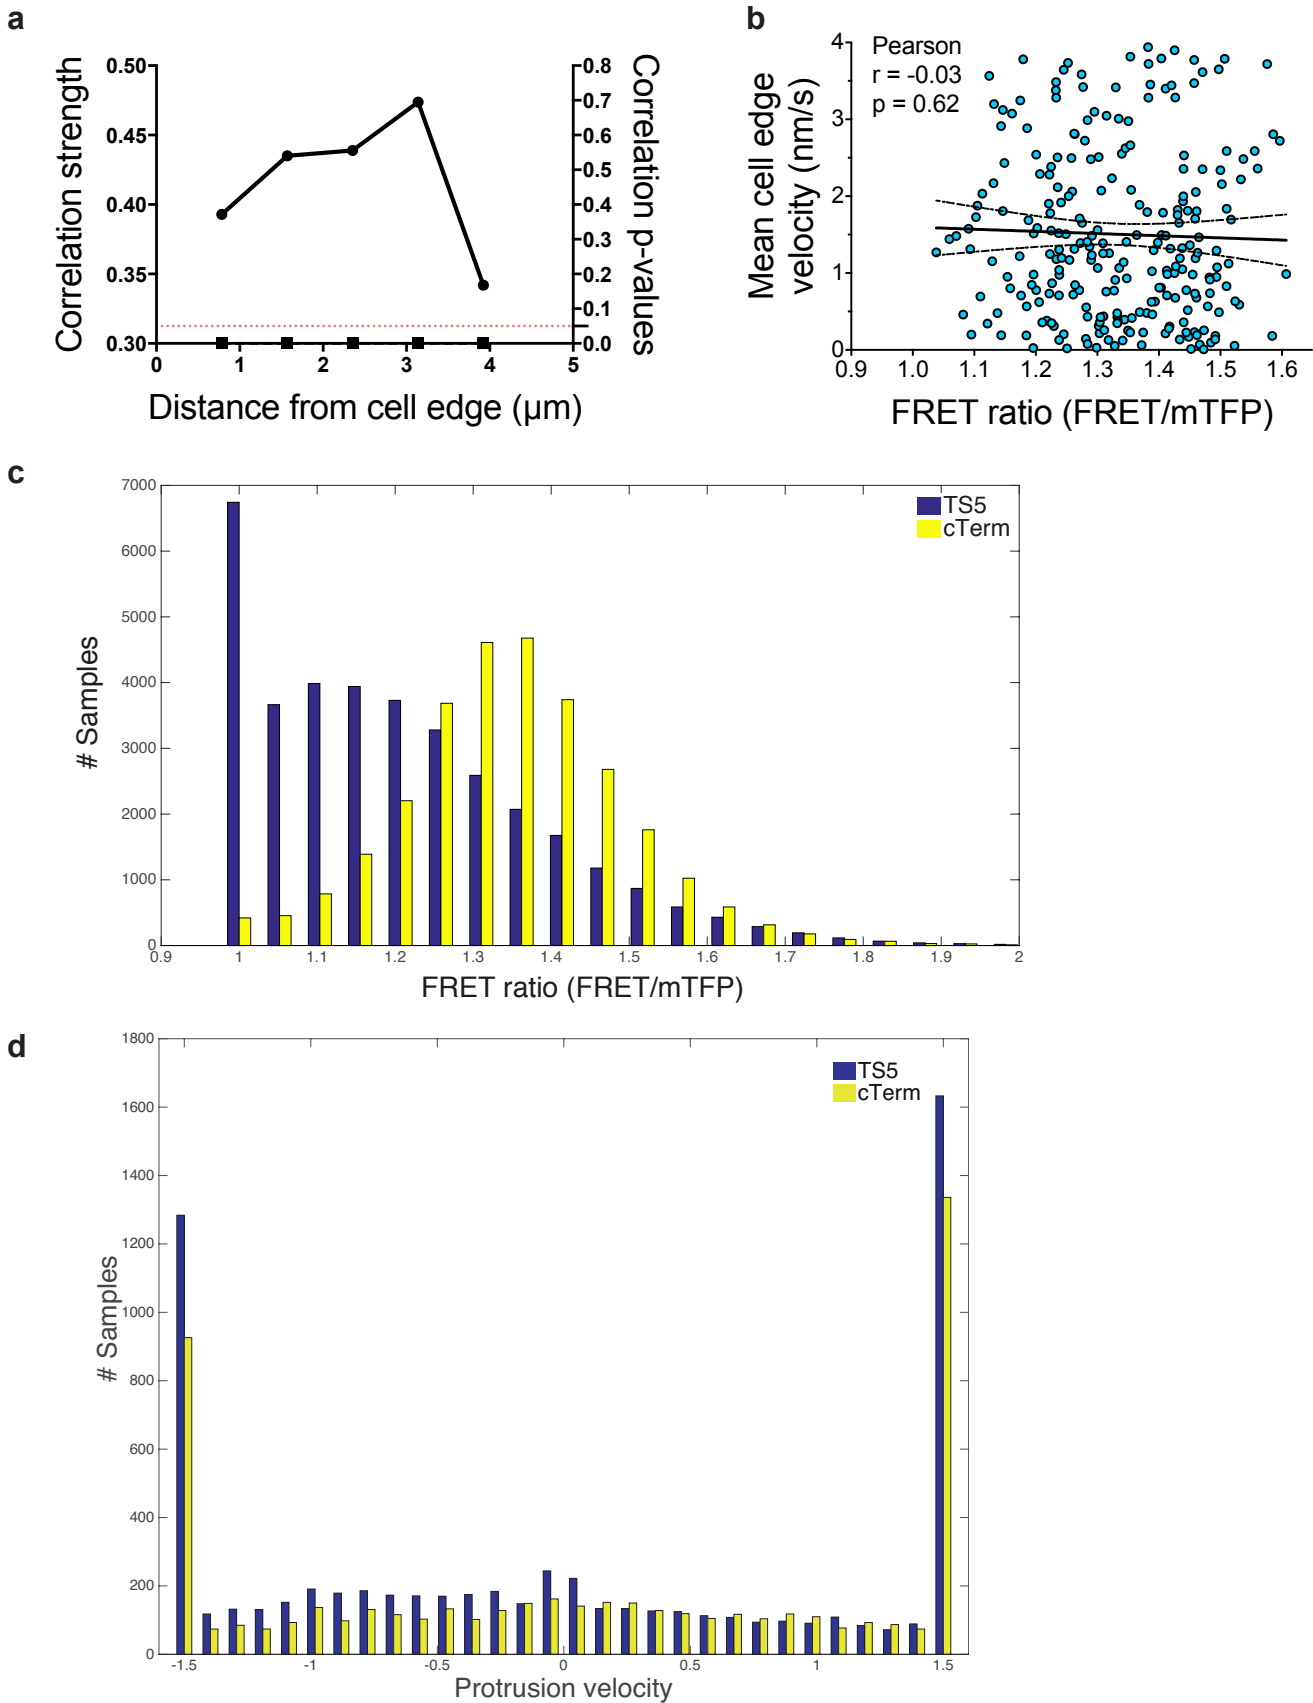 a
Correlation strength
0.50
0.45
0.40
0.35
0.30
0.8
0.7
0.6
0.5
0.4
0.3
0.2
0.1
0.0
Correlation p-values
0 1 2 3 4 5
Distance from cell edge (µm)
b
Mean cell edge
velocity (nm/s)
4
3
2
1
0
Pearson
r = -0.03
p = 0.62
0.9 1.0 1.1 1.2 1.3 1.4 1.5 1.6
FRET ratio (FRET/mTFP)
c
# Samples
7000
6000
5000
4000
3000
2000
1000
0
TS5
cTerm
0.9 1 1.1 1.2 1.3 1.4 1.5 1.6 1.7 1.8 1.9 2
FRET ratio (FRET/mTFP)
d
# Samples
1800
1600
1400
1200
1000
800
600
400
200
0
TS5
cTerm
-1.5 -1 -0.5 0 0.5 1 1.5
Protrusion velocity